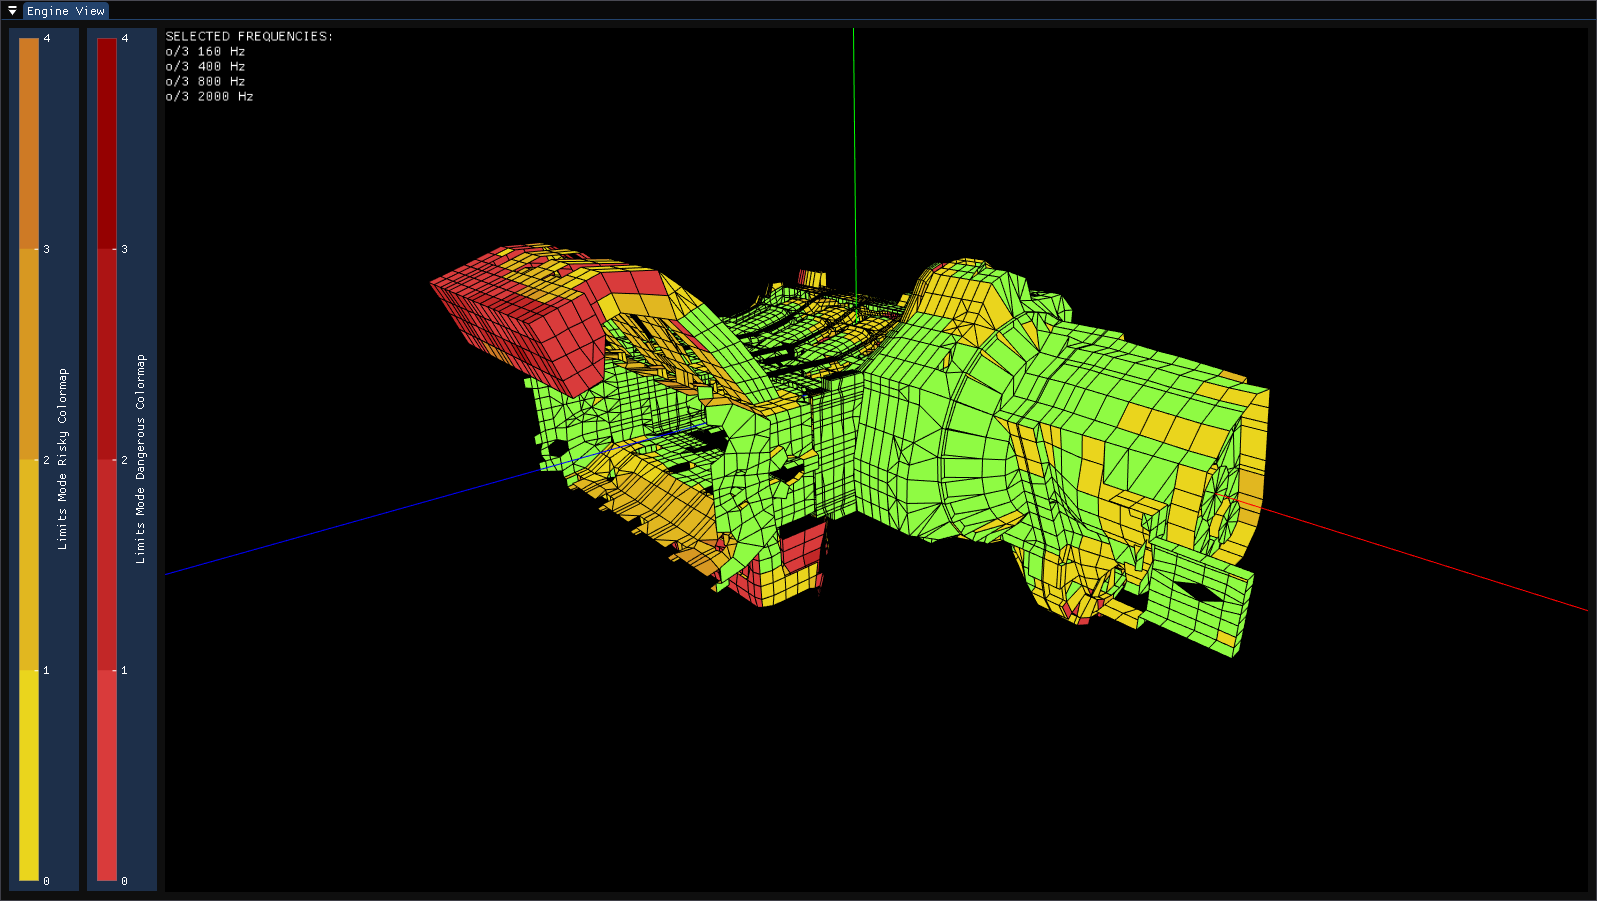 Engine View
4
3
2
1
0
Limits Mode Risky Colormap
4
3
2
1
0
Limits Mode Dangerous Colormap
SELECTED FREQUENCIES:
o/3 160 Hz
o/3 400 Hz
o/3 800 Hz
o/3 2000 Hz